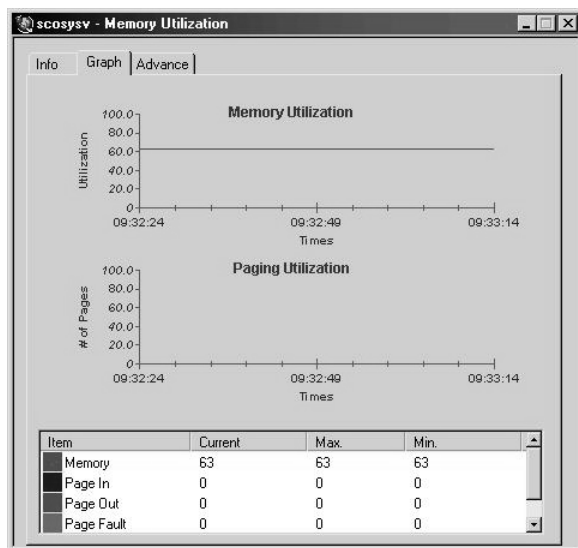 scosysv - Memory Utilization
Info Graph Advance
Memory Utilization
Utilization
100.0
80.0
60.0
40.0
20.0
0
09:32:24 09:32:49 09:33:14
Times
Paging Utilization
# of Pages
100.0
80.0
60.0
40.0
20.0
0
09:32:24 09:32:49 09:33:14
Times
Item Current Max. Min.
Memory 63 63 63
Page In 0 0 0
Page Out 0 0 0
Page Fault 0 0 0